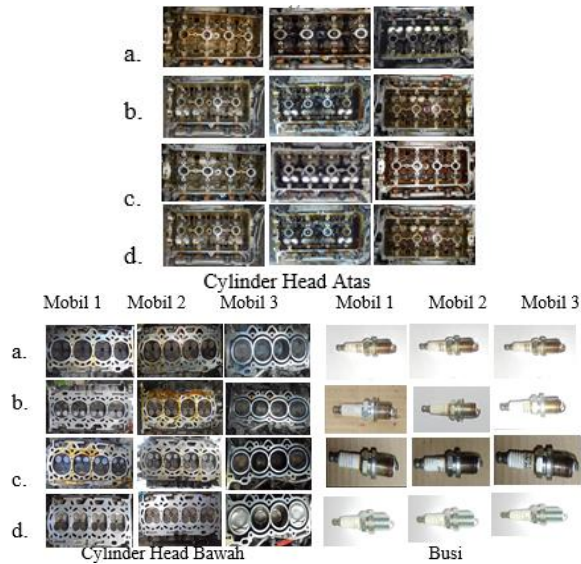 a.
b.
c.
d.
Cylinder Head Atas
Mobil 1 Mobil 2 Mobil 3 Mobil 1 Mobil 2 Mobil 3
a.
b.
c.
d.
Cylinder Head Bawah Busi